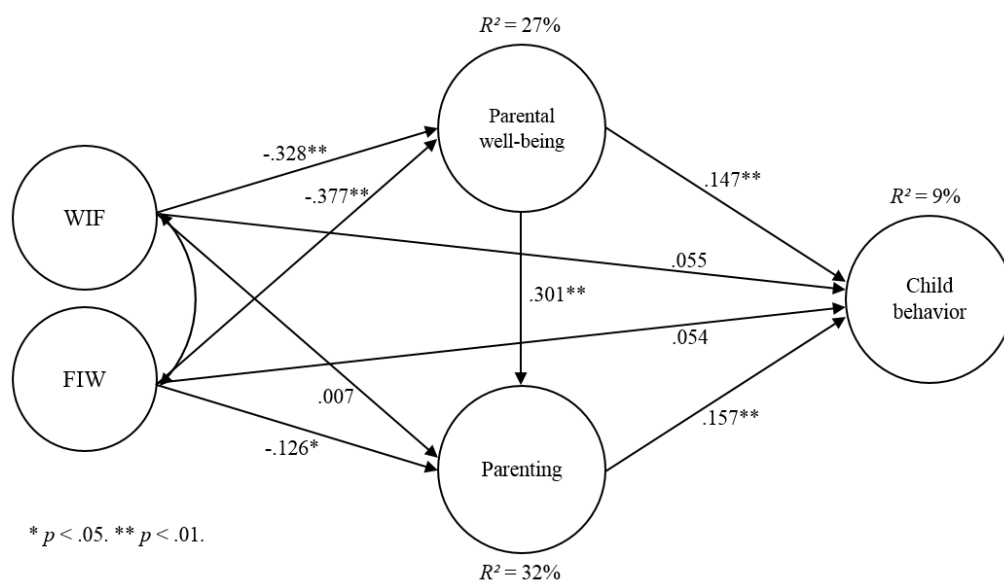 R² = 27%
Parental
well-being
-.328**
-.377**
.147**
R² = 9%
WIF
.055
Child
behavior
.301**
.054
FIW
.007
-.126*
.157**
Parenting
* p < .05. ** p < .01.
R² = 32%